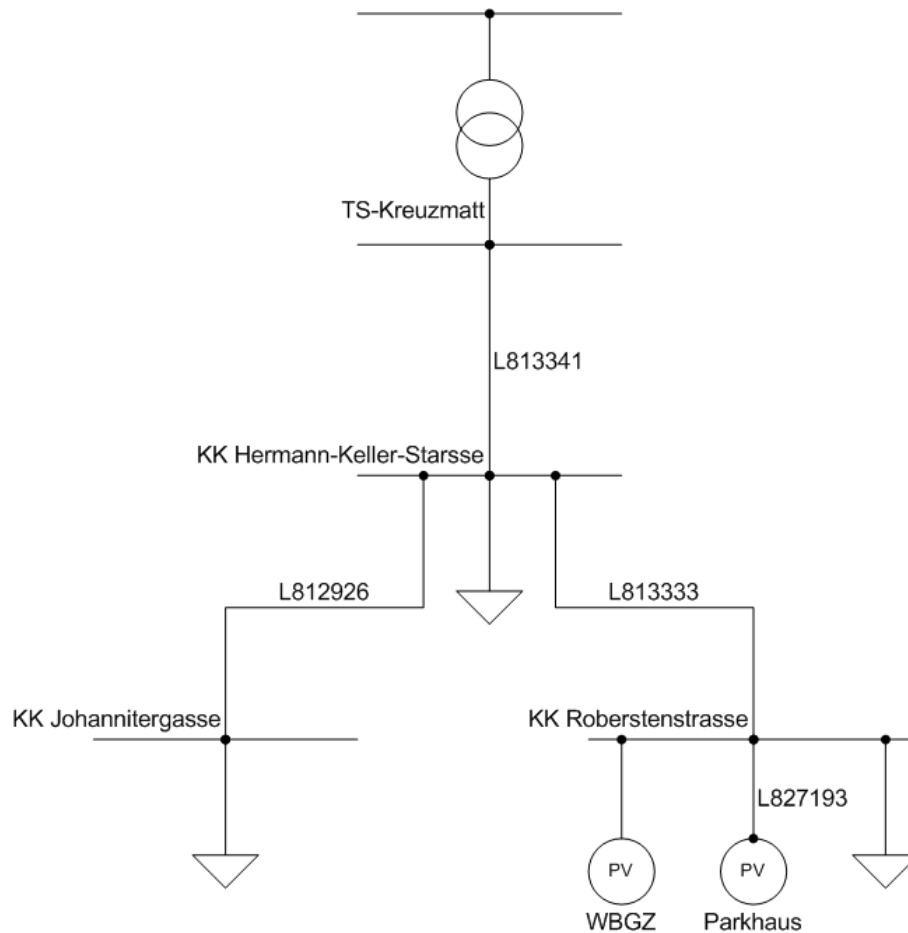 TS-Kreuzmatt
L813341
KK Hermann-Keller-Starsse
L812926
L813333
KK Johannitergasse
KK Roberstenstrasse
L827193
PV
PV
WBGZ
Parkhaus